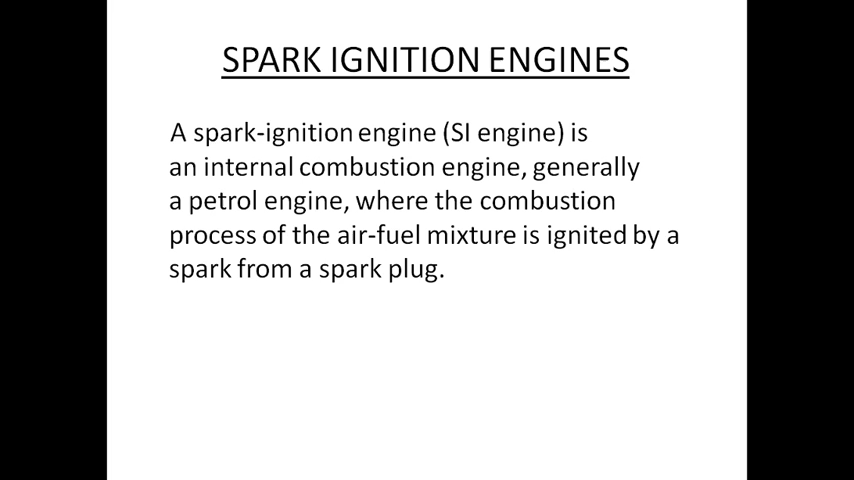 SPARK IGNITION ENGINES
A spark-ignition engine (SI engine) is
an internal combustion engine, generally
a petrol engine, where the combustion
process of the air-fuel mixture is ignited by a
spark from a spark plug.